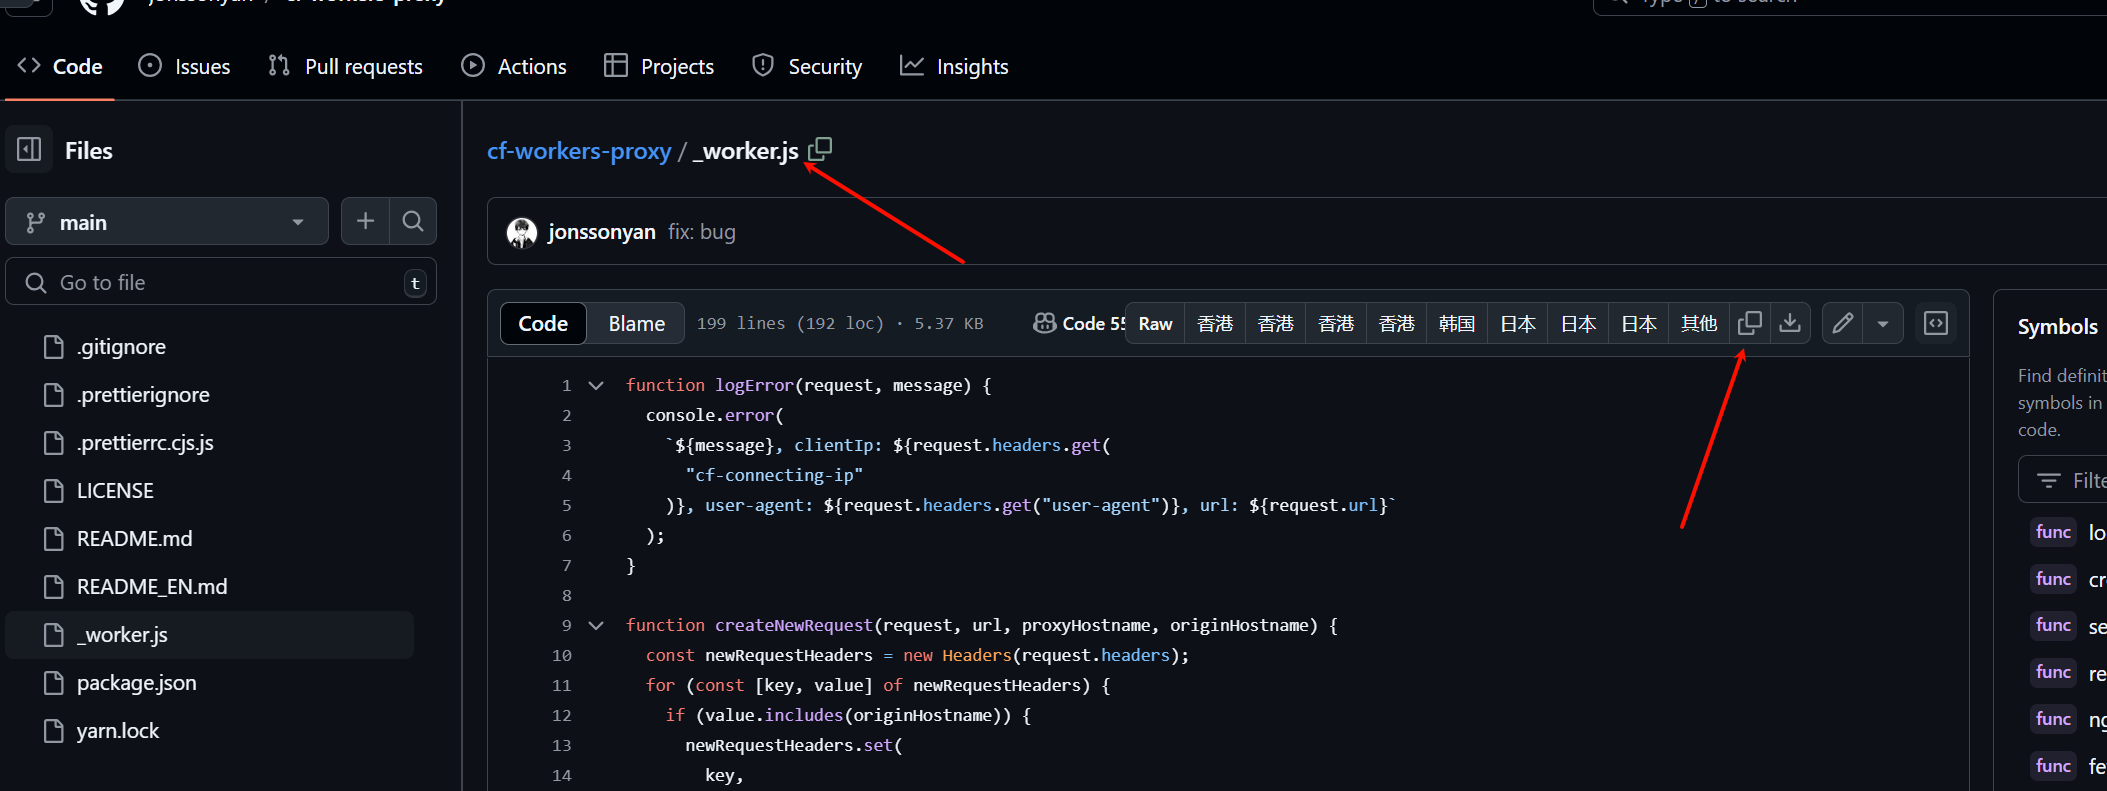 jonssonyan / cf-workers-proxy
Type / to search
Code Issues Pull requests Actions Projects Security Insights
Files
main
Go to file t
.gitignore
.prettierignore
.prettierrc.cjs.js
LICENSE
README.md
README_EN.md
_worker.js
package.json
yarn.lock
cf-workers-proxy / _worker.js
jonssonyan fix: bug
Code Blame 199 lines (192 loc) · 5.37 KB Code 55 Raw 香港 香港 香港 香港 韩国 日本 日本 日本 其他
1 function logError(request, message) {
2 console.error(
3 `${message}, clientIp: ${request.headers.get(
4 "cf-connecting-ip"
5 )}, user-agent: ${request.headers.get("user-agent")}, url: ${request.url}`
6 );
7 }
8
9 function createNewRequest(request, url, proxyHostname, originHostname) {
10 const newRequestHeaders = new Headers(request.headers);
11 for (const [key, value] of newRequestHeaders) {
12 if (value.includes(originHostname)) {
13 newRequestHeaders.set(
14 key,
Symbols
Find definit
symbols in
code.
Filte
func lo
func cr
func se
func re
func ng
func fe